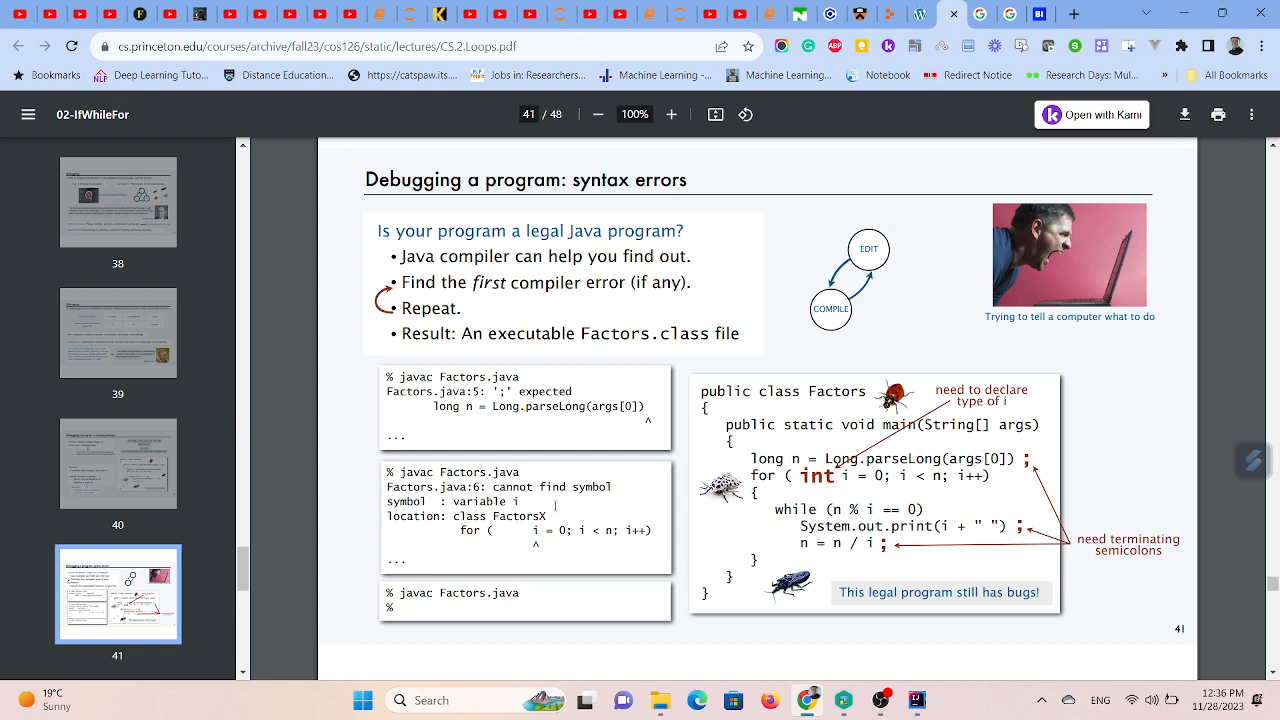 cs.princeton.edu/courses/archive/fall23/cos126/static/lectures/CS.2.Loops.pdf
Bookmarks
Deep Learning Tuto...
Distance Education...
https://catspaw.its....
Jobs in: Researchers...
Machine Learning -...
Machine Learning...
Notebook
Redirect Notice
Research Days: Mul...
»
All Bookmarks
02-IfWhileFor
41 / 48
100%
Open with Kami
38
39
40
41
Debugging a program: syntax errors
Is your program a legal Java program?
• Java compiler can help you find out.
• Find the first compiler error (if any).
• Repeat.
• Result: An executable Factors.class file
EDIT
COMPILE
Trying to tell a computer what to do
% javac Factors.java
Factors.java:5: ';' expected
long n = Long.parseLong(args[0])
^
...
% javac Factors.java
Factors.java:6: cannot find symbol
symbol : variable i
location: class FactorsX
for ( i = 0; i < n; i++)
^
...
% javac Factors.java
%
public class Factors
{
public static void main(String[] args)
{
long n = Long.parseLong(args[0]) ;
for ( int i = 0; i < n; i++)
{
while (n % i == 0)
System.out.print(i + " ") ;
n = n / i ;
}
}
}
need to declare
type of i
need terminating
semicolons
This legal program still has bugs!
41
19°C
Sunny
Search
ENG
12:36 PM
11/28/2023